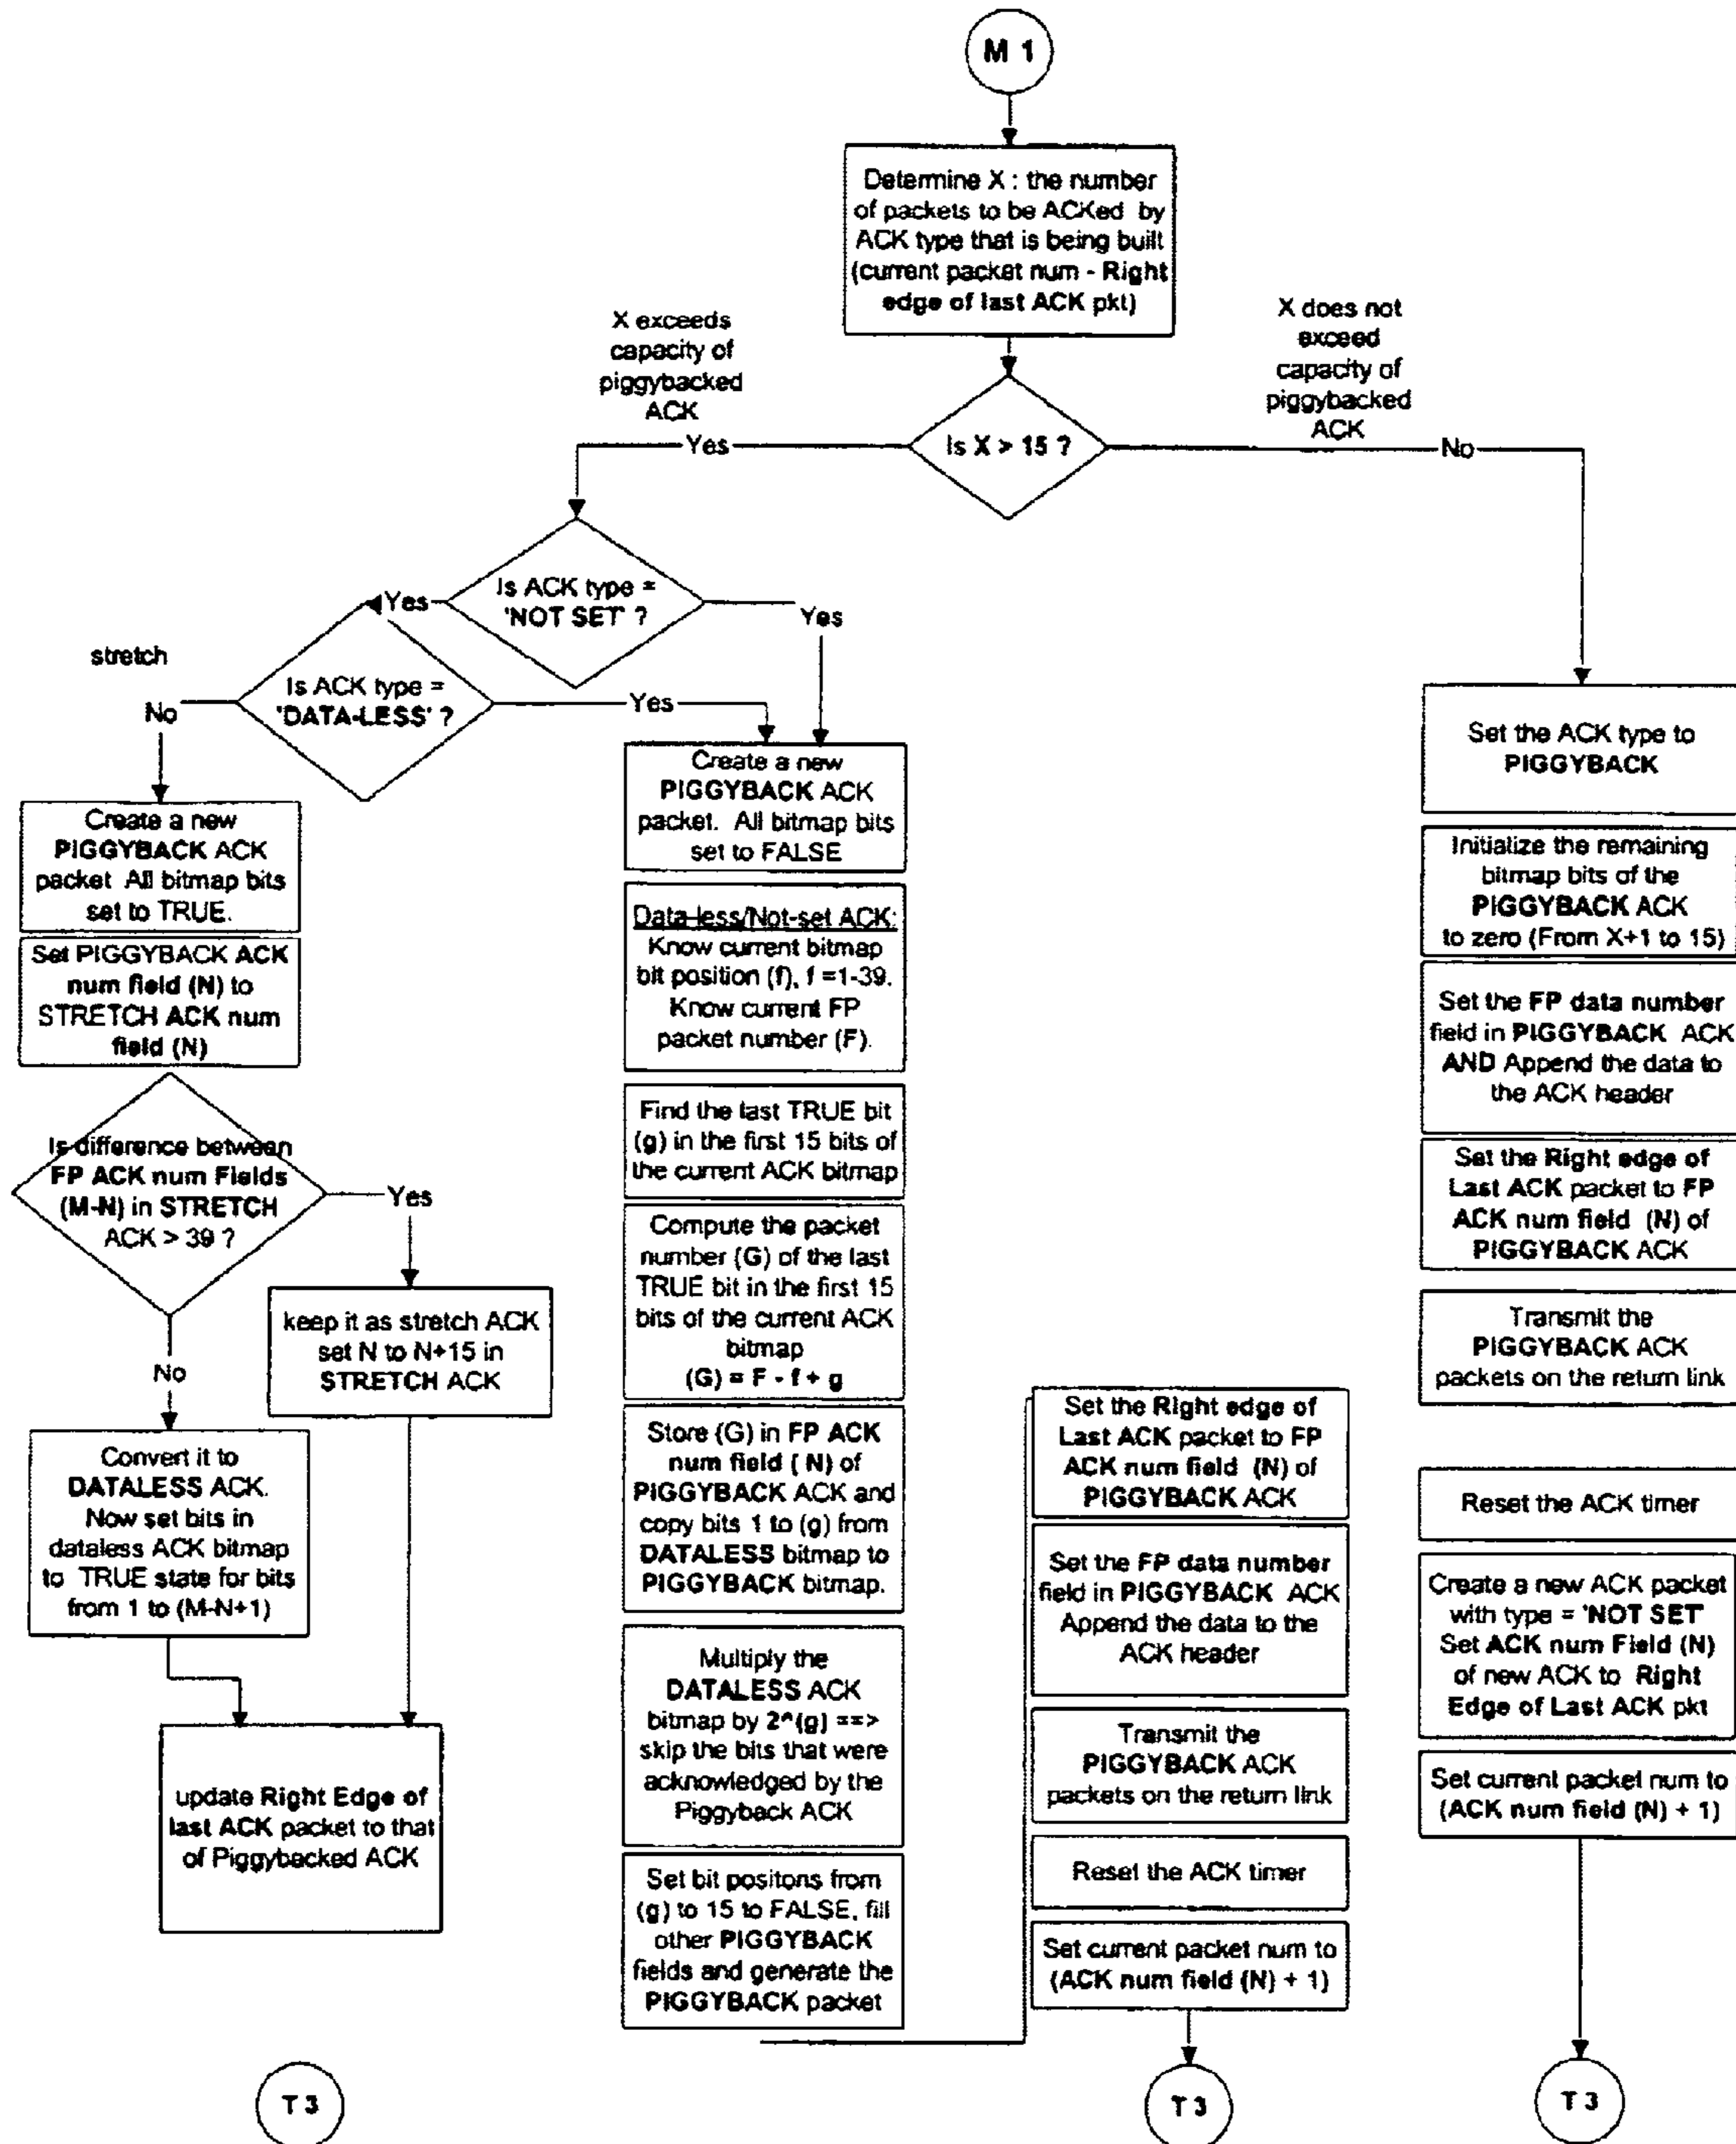 M 1
Determine X : the number
of packets to be ACKed by
ACK type that is being built
(current packet num - Right
edge of last ACK pkt)
X exceeds
capacity of
piggybacked
ACK
X does not
exceed
capacity of
piggybacked
ACK
Yes
Is X > 15 ?
No
Is ACK type =
'NOT SET' ?
Yes
Yes
stretch
Is ACK type =
'DATA-LESS' ?
No
Yes
Create a new
PIGGYBACK ACK
packet All bitmap bits
set to TRUE.
Set PIGGYBACK ACK
num field (N) to
STRETCH ACK num
field (N)
Is difference between
FP ACK num Fields
(M-N) in STRETCH
ACK > 39 ?
Yes
No
keep it as stretch ACK
set N to N+15 in
STRETCH ACK
Convert it to
DATALESS ACK.
Now set bits in
dataless ACK bitmap
to TRUE state for bits
from 1 to (M-N+1)
update Right Edge of
last ACK packet to that
of Piggybacked ACK
T 3
Create a new
PIGGYBACK ACK
packet. All bitmap bits
set to FALSE
Data-less/Not-set ACK:
Know current bitmap
bit position (f), f =1-39.
Know current FP
packet number (F).
Find the last TRUE bit
(g) in the first 15 bits of
the current ACK bitmap
Compute the packet
number (G) of the last
TRUE bit in the first 15
bits of the current ACK
bitmap
(G) = F - f + g
Store (G) in FP ACK
num field ( N) of
PIGGYBACK ACK and
copy bits 1 to (g) from
DATALESS bitmap to
PIGGYBACK bitmap.
Multiply the
DATALESS ACK
bitmap by 2^(g) ==>
skip the bits that were
acknowledged by the
Piggyback ACK
Set bit positons from
(g) to 15 to FALSE, fill
other PIGGYBACK
fields and generate the
PIGGYBACK packet
Set the Right edge of
Last ACK packet to FP
ACK num field (N) of
PIGGYBACK ACK
Set the FP data number
field in PIGGYBACK ACK
Append the data to the
ACK header
Transmit the
PIGGYBACK ACK
packets on the return link
Reset the ACK timer
Set current packet num to
(ACK num field (N) + 1)
T 3
Set the ACK type to
PIGGYBACK
Initialize the remaining
bitmap bits of the
PIGGYBACK ACK
to zero (From X+1 to 15)
Set the FP data number
field in PIGGYBACK ACK
AND Append the data to
the ACK header
Set the Right edge of
Last ACK packet to FP
ACK num field (N) of
PIGGYBACK ACK
Transmit the
PIGGYBACK ACK
packets on the return link
Reset the ACK timer
Create a new ACK packet
with type = 'NOT SET'
Set ACK num Field (N)
of new ACK to Right
Edge of Last ACK pkt
Set current packet num to
(ACK num field (N) + 1)
T 3